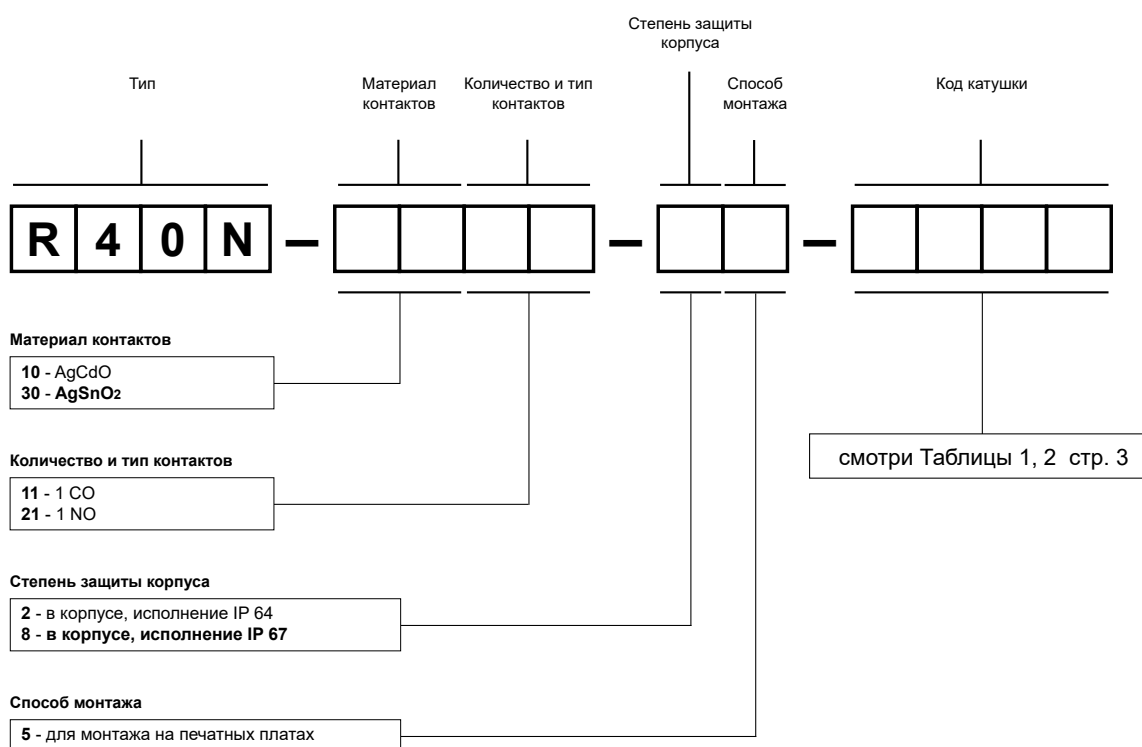 Степень защиты
корпуса
Тип
Материал
контактов
Количество и тип
контактов
Способ
монтажа
Код катушки
R40N – –  –
Материал контактов
10 - AgCdO
30 - AgSnO2
Количество и тип контактов
11 - 1 CO
21 - 1 NO
смотри Таблицы 1, 2 стр. 3
Степень защиты корпуса
2 - в корпусе, исполнение IP 64
8 - в корпусе, исполнение IP 67
Способ монтажа
5 - для монтажа на печатных платах